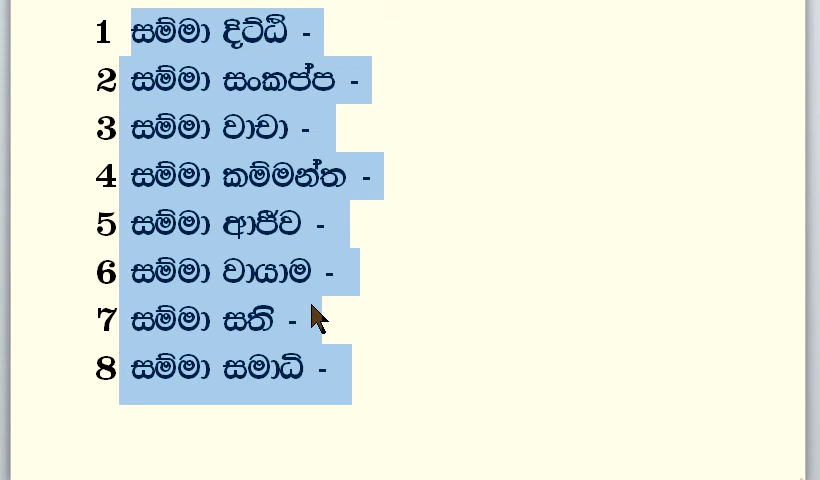 1 සම්මා දිට්ඨි -
2 සම්මා සංකප්ප -
3 සම්මා වාචා -
4 සම්මා කම්මන්ත -
5 සම්මා ආජීව -
6 සම්මා වායාම -
7 සම්මා සති -
8 සම්මා සමාධි -